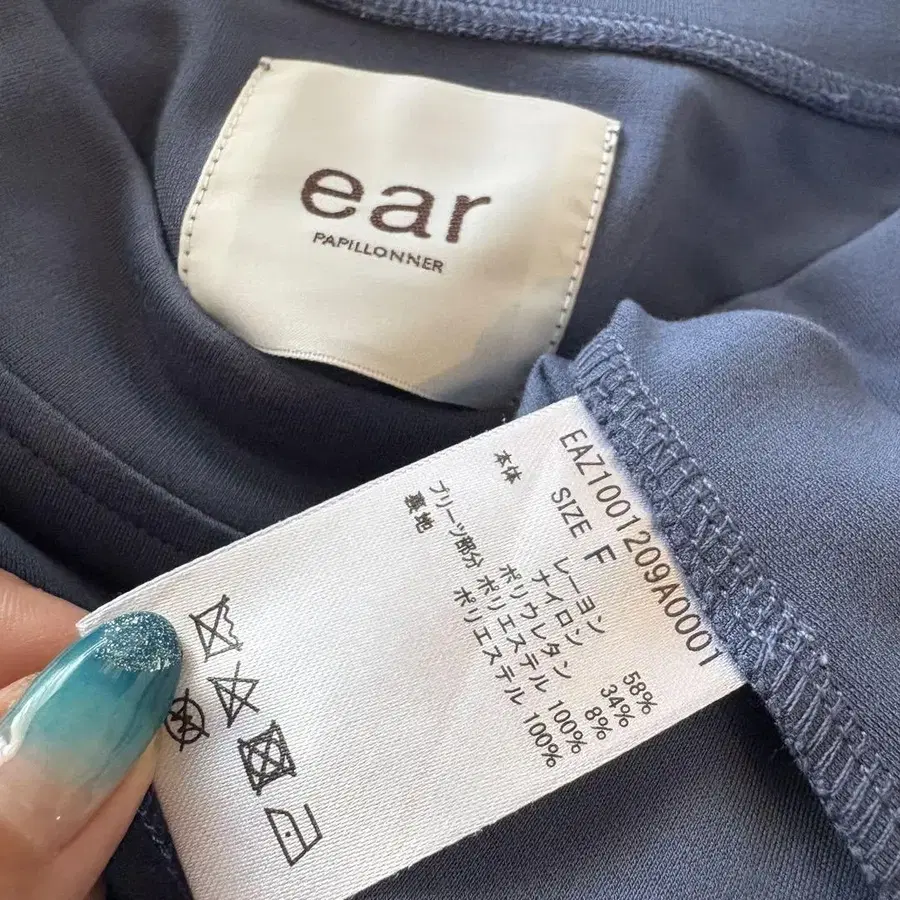 ear
PAPILLONNER
EAZ1001209A0001
SIZE F
本体 レーヨン 58%
ナイロン 34%
ポリウレタン 8%
プリーツ部分 ポリエステル 100%
裏地 ポリエステル 100%